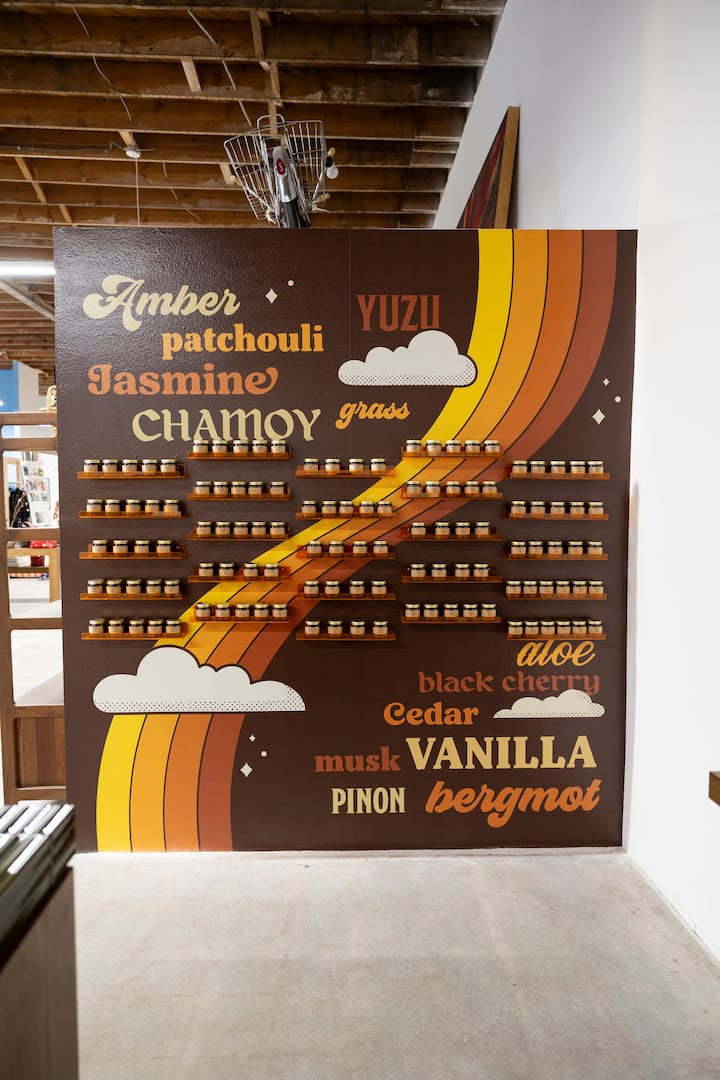 Amber
patchouli
Jasmine
CHAMOY
YUZU
grass
aloe
black cherry
Cedar
musk VANILLA
PINON bergmot